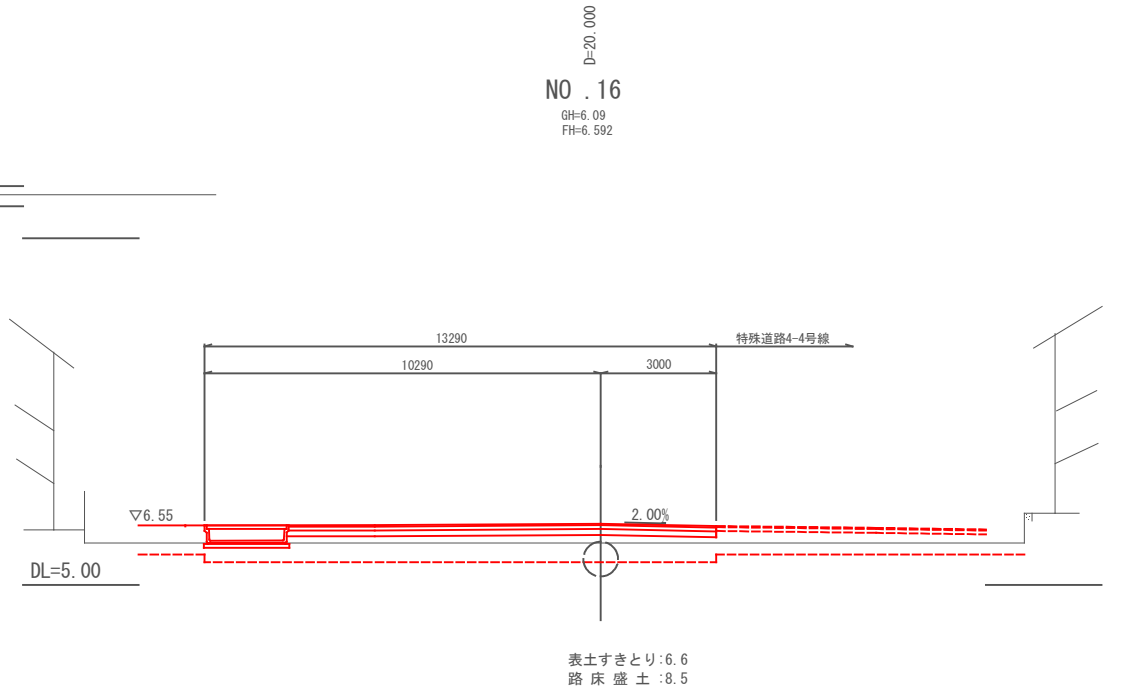 D=20.000
NO .16
GH=6.09
FH=6.592
13290
特殊道路4-4号線
10290
3000
▽6.55
2.00%
DL=5.00
表土すきとり:6.6
路 床 盛 土 :8.5